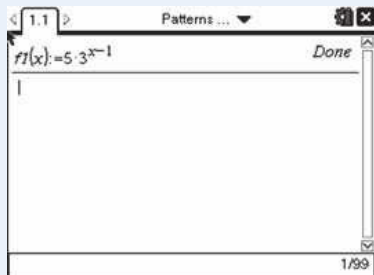 1.1 Patterns ...
f1(x):=5·3^{x−1} Done
1/99